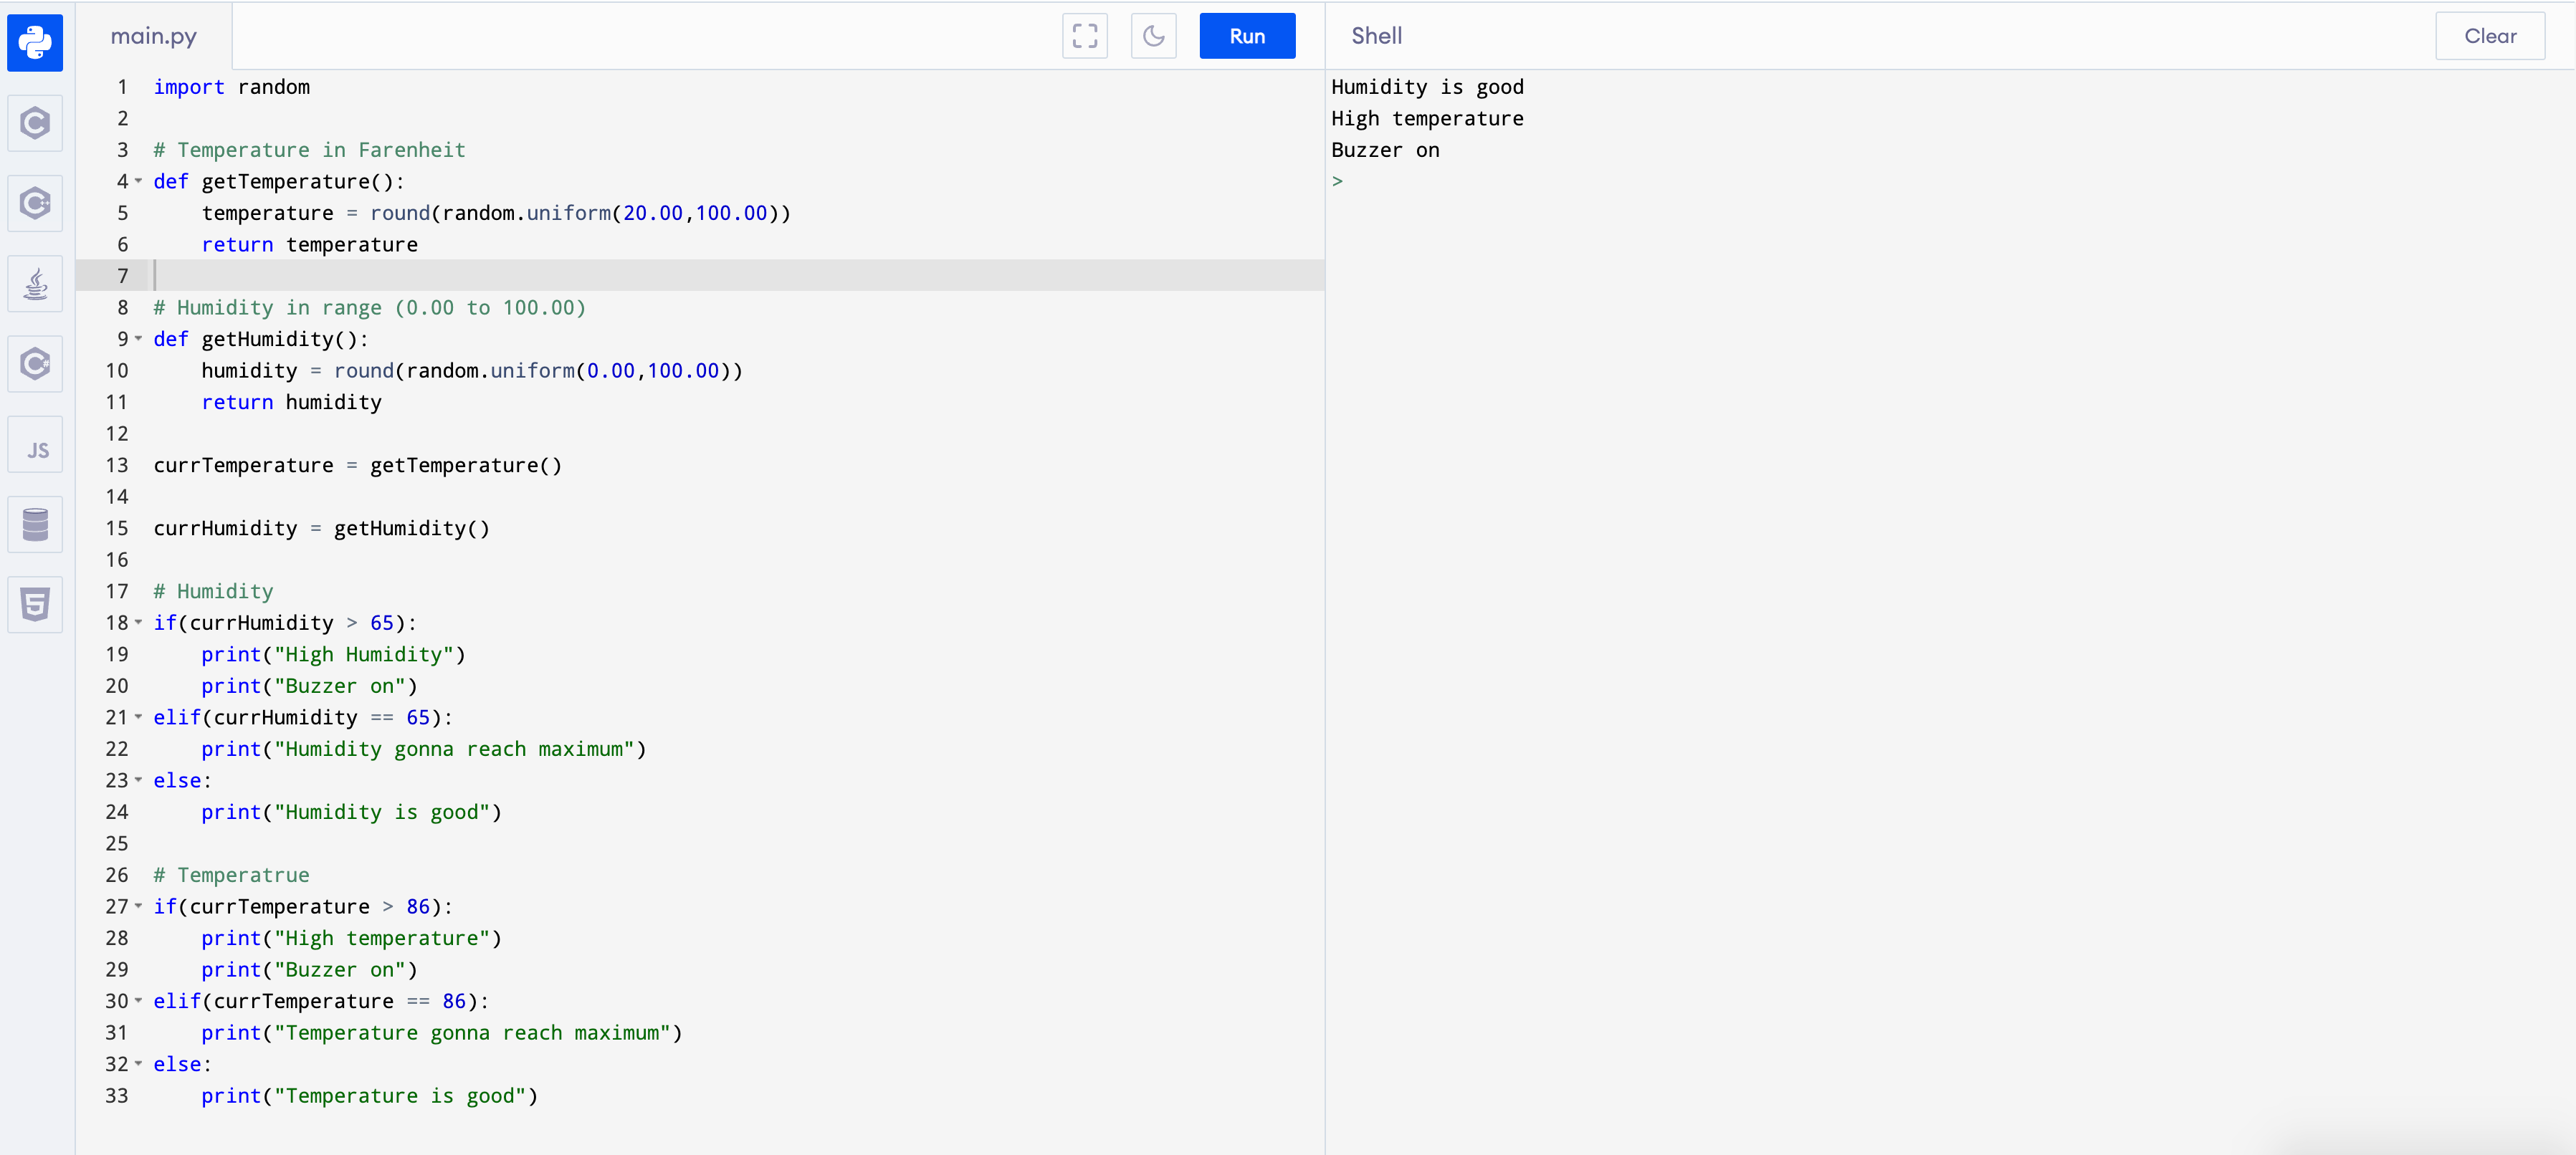 main.py
Run
Shell
Clear
1 import random
2
3 # Temperature in Farenheit
4 def getTemperature():
5     temperature = round(random.uniform(20.00,100.00))
6     return temperature
7
8 # Humidity in range (0.00 to 100.00)
9 def getHumidity():
10     humidity = round(random.uniform(0.00,100.00))
11     return humidity
12
13 currTemperature = getTemperature()
14
15 currHumidity = getHumidity()
16
17 # Humidity
18 if(currHumidity > 65):
19     print("High Humidity")
20     print("Buzzer on")
21 elif(currHumidity == 65):
22     print("Humidity gonna reach maximum")
23 else:
24     print("Humidity is good")
25
26 # Temperatrue
27 if(currTemperature > 86):
28     print("High temperature")
29     print("Buzzer on")
30 elif(currTemperature == 86):
31     print("Temperature gonna reach maximum")
32 else:
33     print("Temperature is good")
Humidity is good
High temperature
Buzzer on
>
C
C+
C#
JS
5